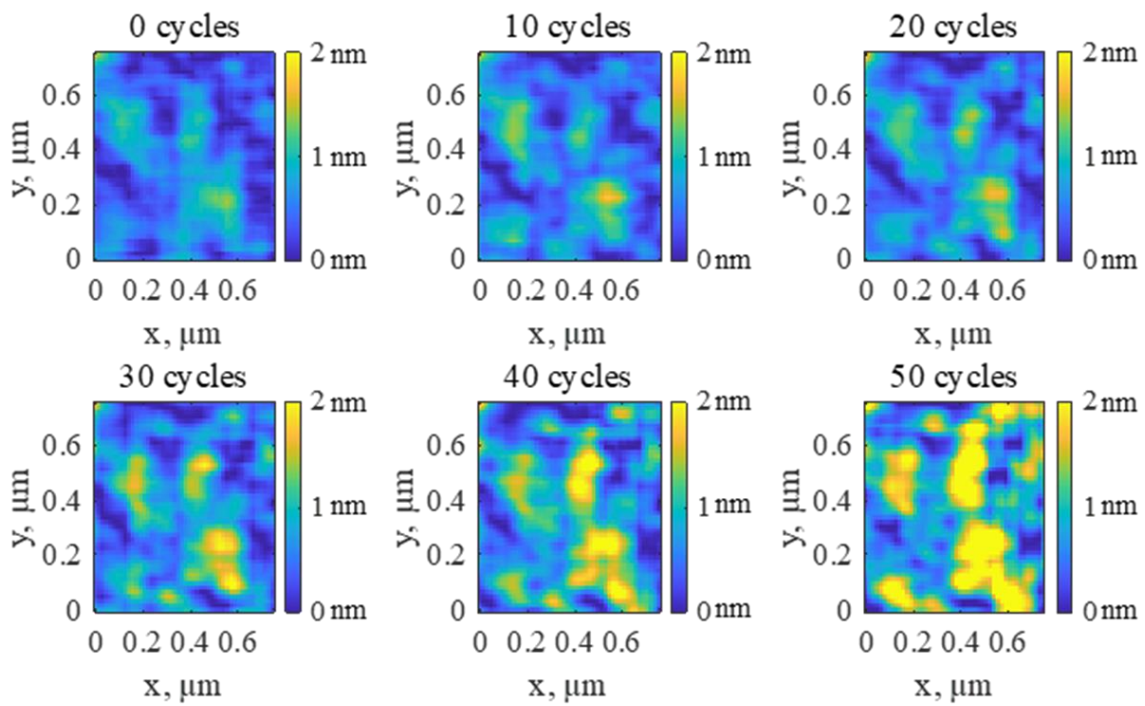 0 cycles 10 cycles 20 cycles
2 nm 2 nm 2 nm
0.6 0.6 0.6
y, μm 0.4 1 nm y, μm 0.4 1 nm y, μm 0.4 1 nm
0.2 0.2 0.2
0 0 nm 0 0 nm 0 0 nm
0 0.2 0.4 0.6 0 0.2 0.4 0.6 0 0.2 0.4 0.6
x, μm x, μm x, μm
30 cycles 40 cycles 50 cycles
2 nm 2 nm 2 nm
0.6 0.6 0.6
y, μm 0.4 1 nm y, μm 0.4 1 nm y, μm 0.4 1 nm
0.2 0.2 0.2
0 0 nm 0 0 nm 0 0 nm
0 0.2 0.4 0.6 0 0.2 0.4 0.6 0 0.2 0.4 0.6
x, μm x, μm x, μm